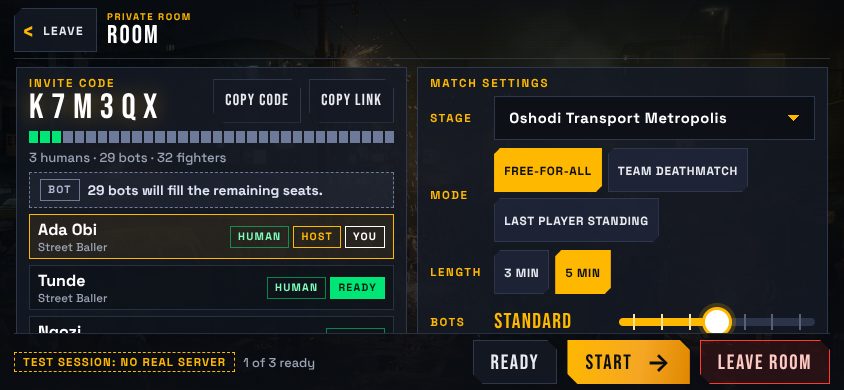 < LEAVE
PRIVATE ROOM
ROOM
INVITE CODE
K7M3QX
COPY CODE
COPY LINK
3 humans · 29 bots · 32 fighters
BOT 29 bots will fill the remaining seats.
Ada Obi
Street Baller
HUMAN HOST YOU
Tunde
Street Baller
HUMAN READY
Ngozi
MATCH SETTINGS
STAGE Oshodi Transport Metropolis
MODE FREE-FOR-ALL TEAM DEATHMATCH
LAST PLAYER STANDING
LENGTH 3 MIN 5 MIN
BOTS STANDARD
TEST SESSION: NO REAL SERVER 1 of 3 ready
READY START → LEAVE ROOM